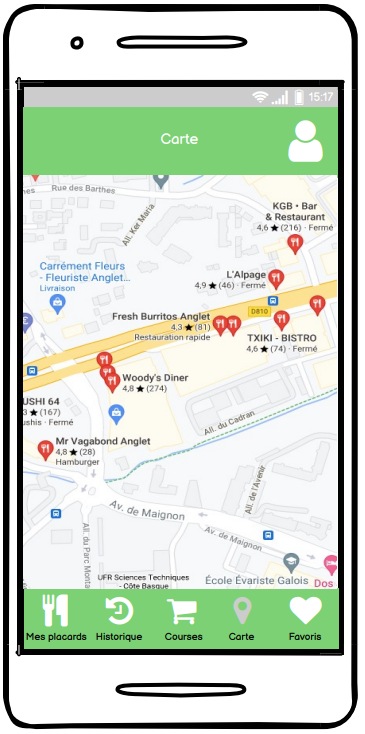 15:17
Carte
nes
Rue des Barthes
All. Ker Maria
KGB • Bar
& Restaurant
4,6 ★ (216) · Fermé
Carrément Fleurs
- Fleuriste Anglet...
Livraison
L'Alpage
4,9 ★ (46) · Fermé
D810
Fresh Burritos Anglet
4,3 ★ (81)
Restauration rapide
TXIKI - BISTRO
4,6 ★ (74) · Fermé
Woody's Diner
4,8 ★ (274)
USHI 64
3 ★ (167)
ushis · Fermé
All. du Cadran
Mr Vagabond Anglet
4,8 ★ (28)
Hamburger
All. de l'Avenir
Av. de Maignon
Av. de Maignon
All. du Parc Monta
UFR Sciences Techniques
- Côte Basque
École Évariste Galois
Dos
Mes placards
Historique
Courses
Carte
Favoris